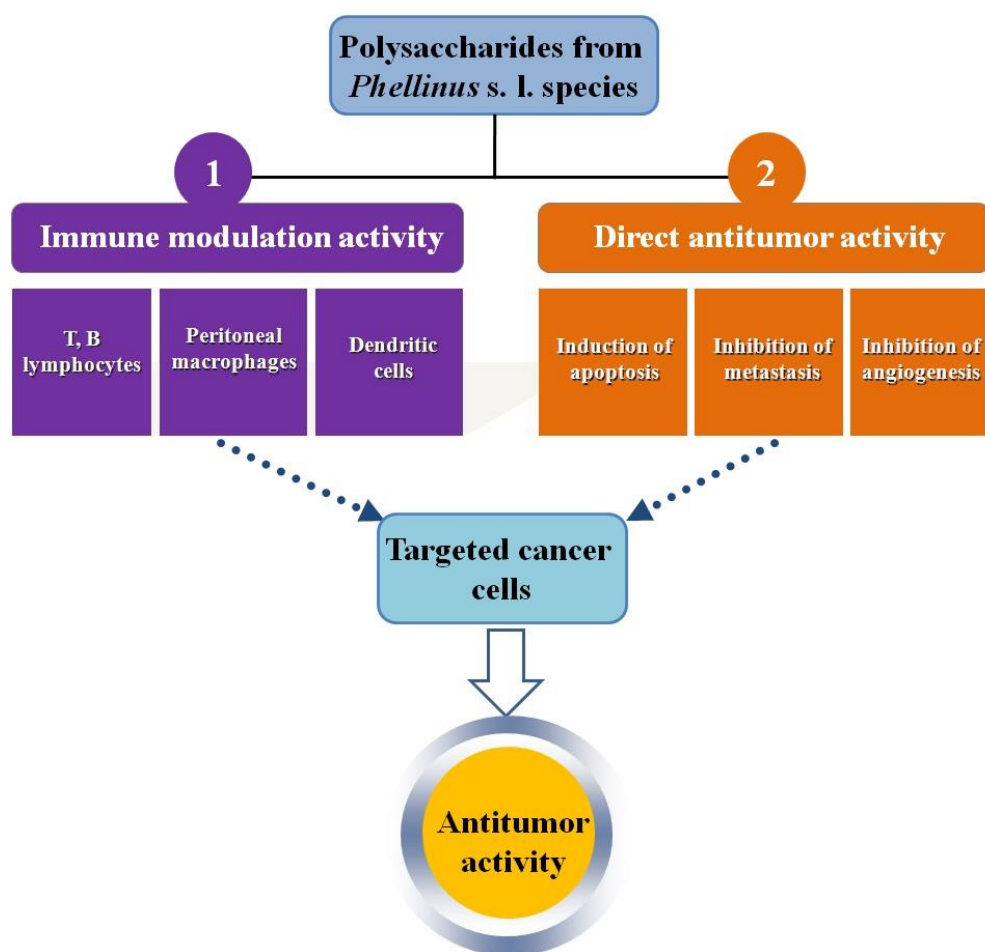 Polysaccharides from
Phellinus s. l. species
1
2
Immune modulation activity
Direct antitumor activity
T, B
lymphocytes
Peritoneal
macrophages
Dendritic
cells
Induction of
apoptosis
Inhibition of
metastasis
Inhibition of
angiogenesis
Targeted cancer
cells
Antitumor
activity